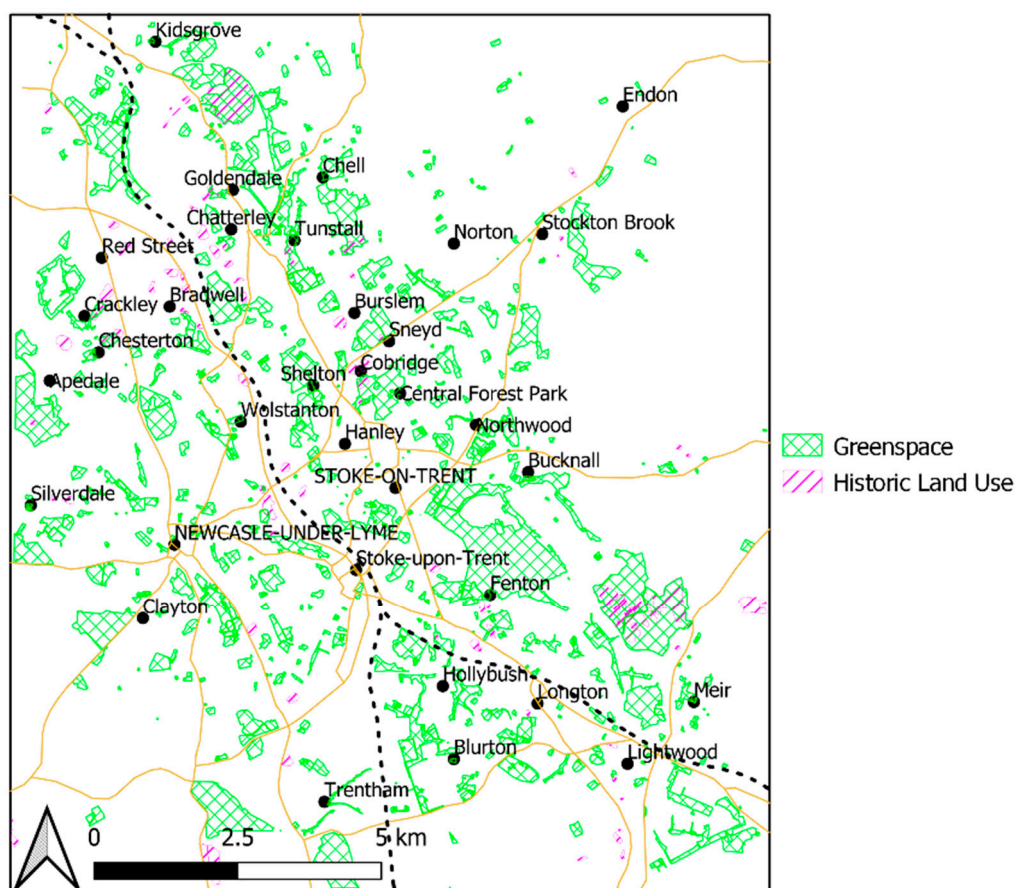 Kidsgrove
Endon
Chell
Goldendale
Chatterley
Tunstall
Stockton Brook
Norton
Red Street
Bradwell
Crackley
Burslem
Sneyd
Chesterton
Cobridge
Shelton
Apedale
Central Forest Park
Wolstanton
Northwood
Hanley
Greenspace
Bucknall
STOKE-ON-TRENT
Historic Land Use
Silverdale
NEWCASLE-UNDER-LYME
Stoke-upon-Trent
Fenton
Clayton
Hollybush
Longton
Meir
Blurton
Lightwood
Trentham
0 2.5 5 km